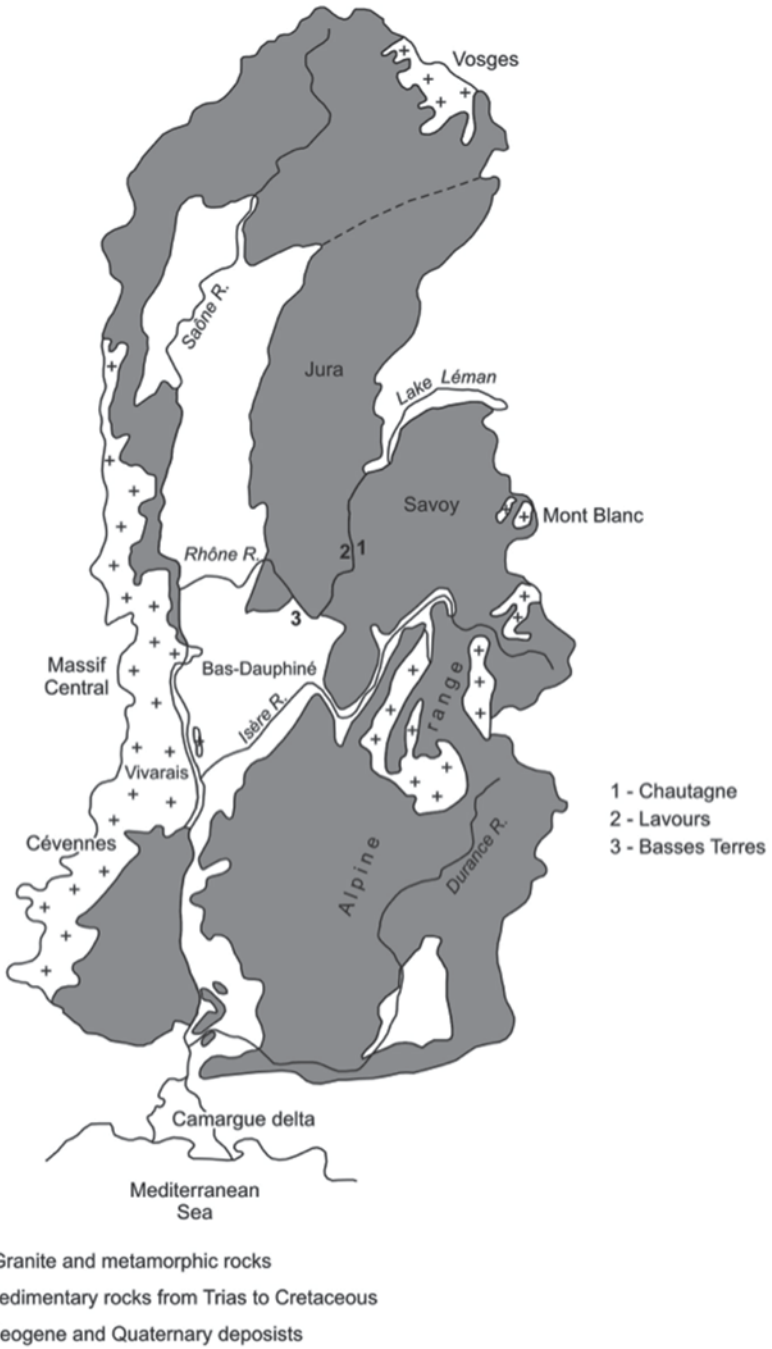 Vosges
Saône R.
Jura
Lake Léman
Savoy
Mont Blanc
2 1
Rhône R.
3
Massif
Central
Bas-Dauphiné
Isère R.
range
Vivarais
1 - Chautagne
2 - Lavours
3 - Basses Terres
Cévennes
Alpine
Durance R.
Camargue delta
Mediterranean
Sea
Granite and metamorphic rocks
edimentary rocks from Trias to Cretaceous
eogene and Quaternary deposists